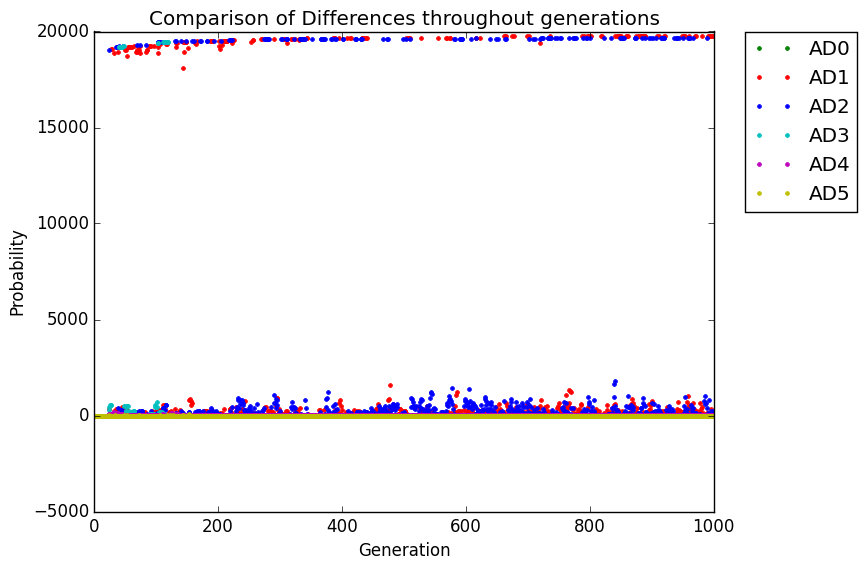 Comparison of Differences throughout generations
20000
15000
10000
5000
0
−5000
Probability
0 200 400 600 800 1000
Generation
AD0
AD1
AD2
AD3
AD4
AD5